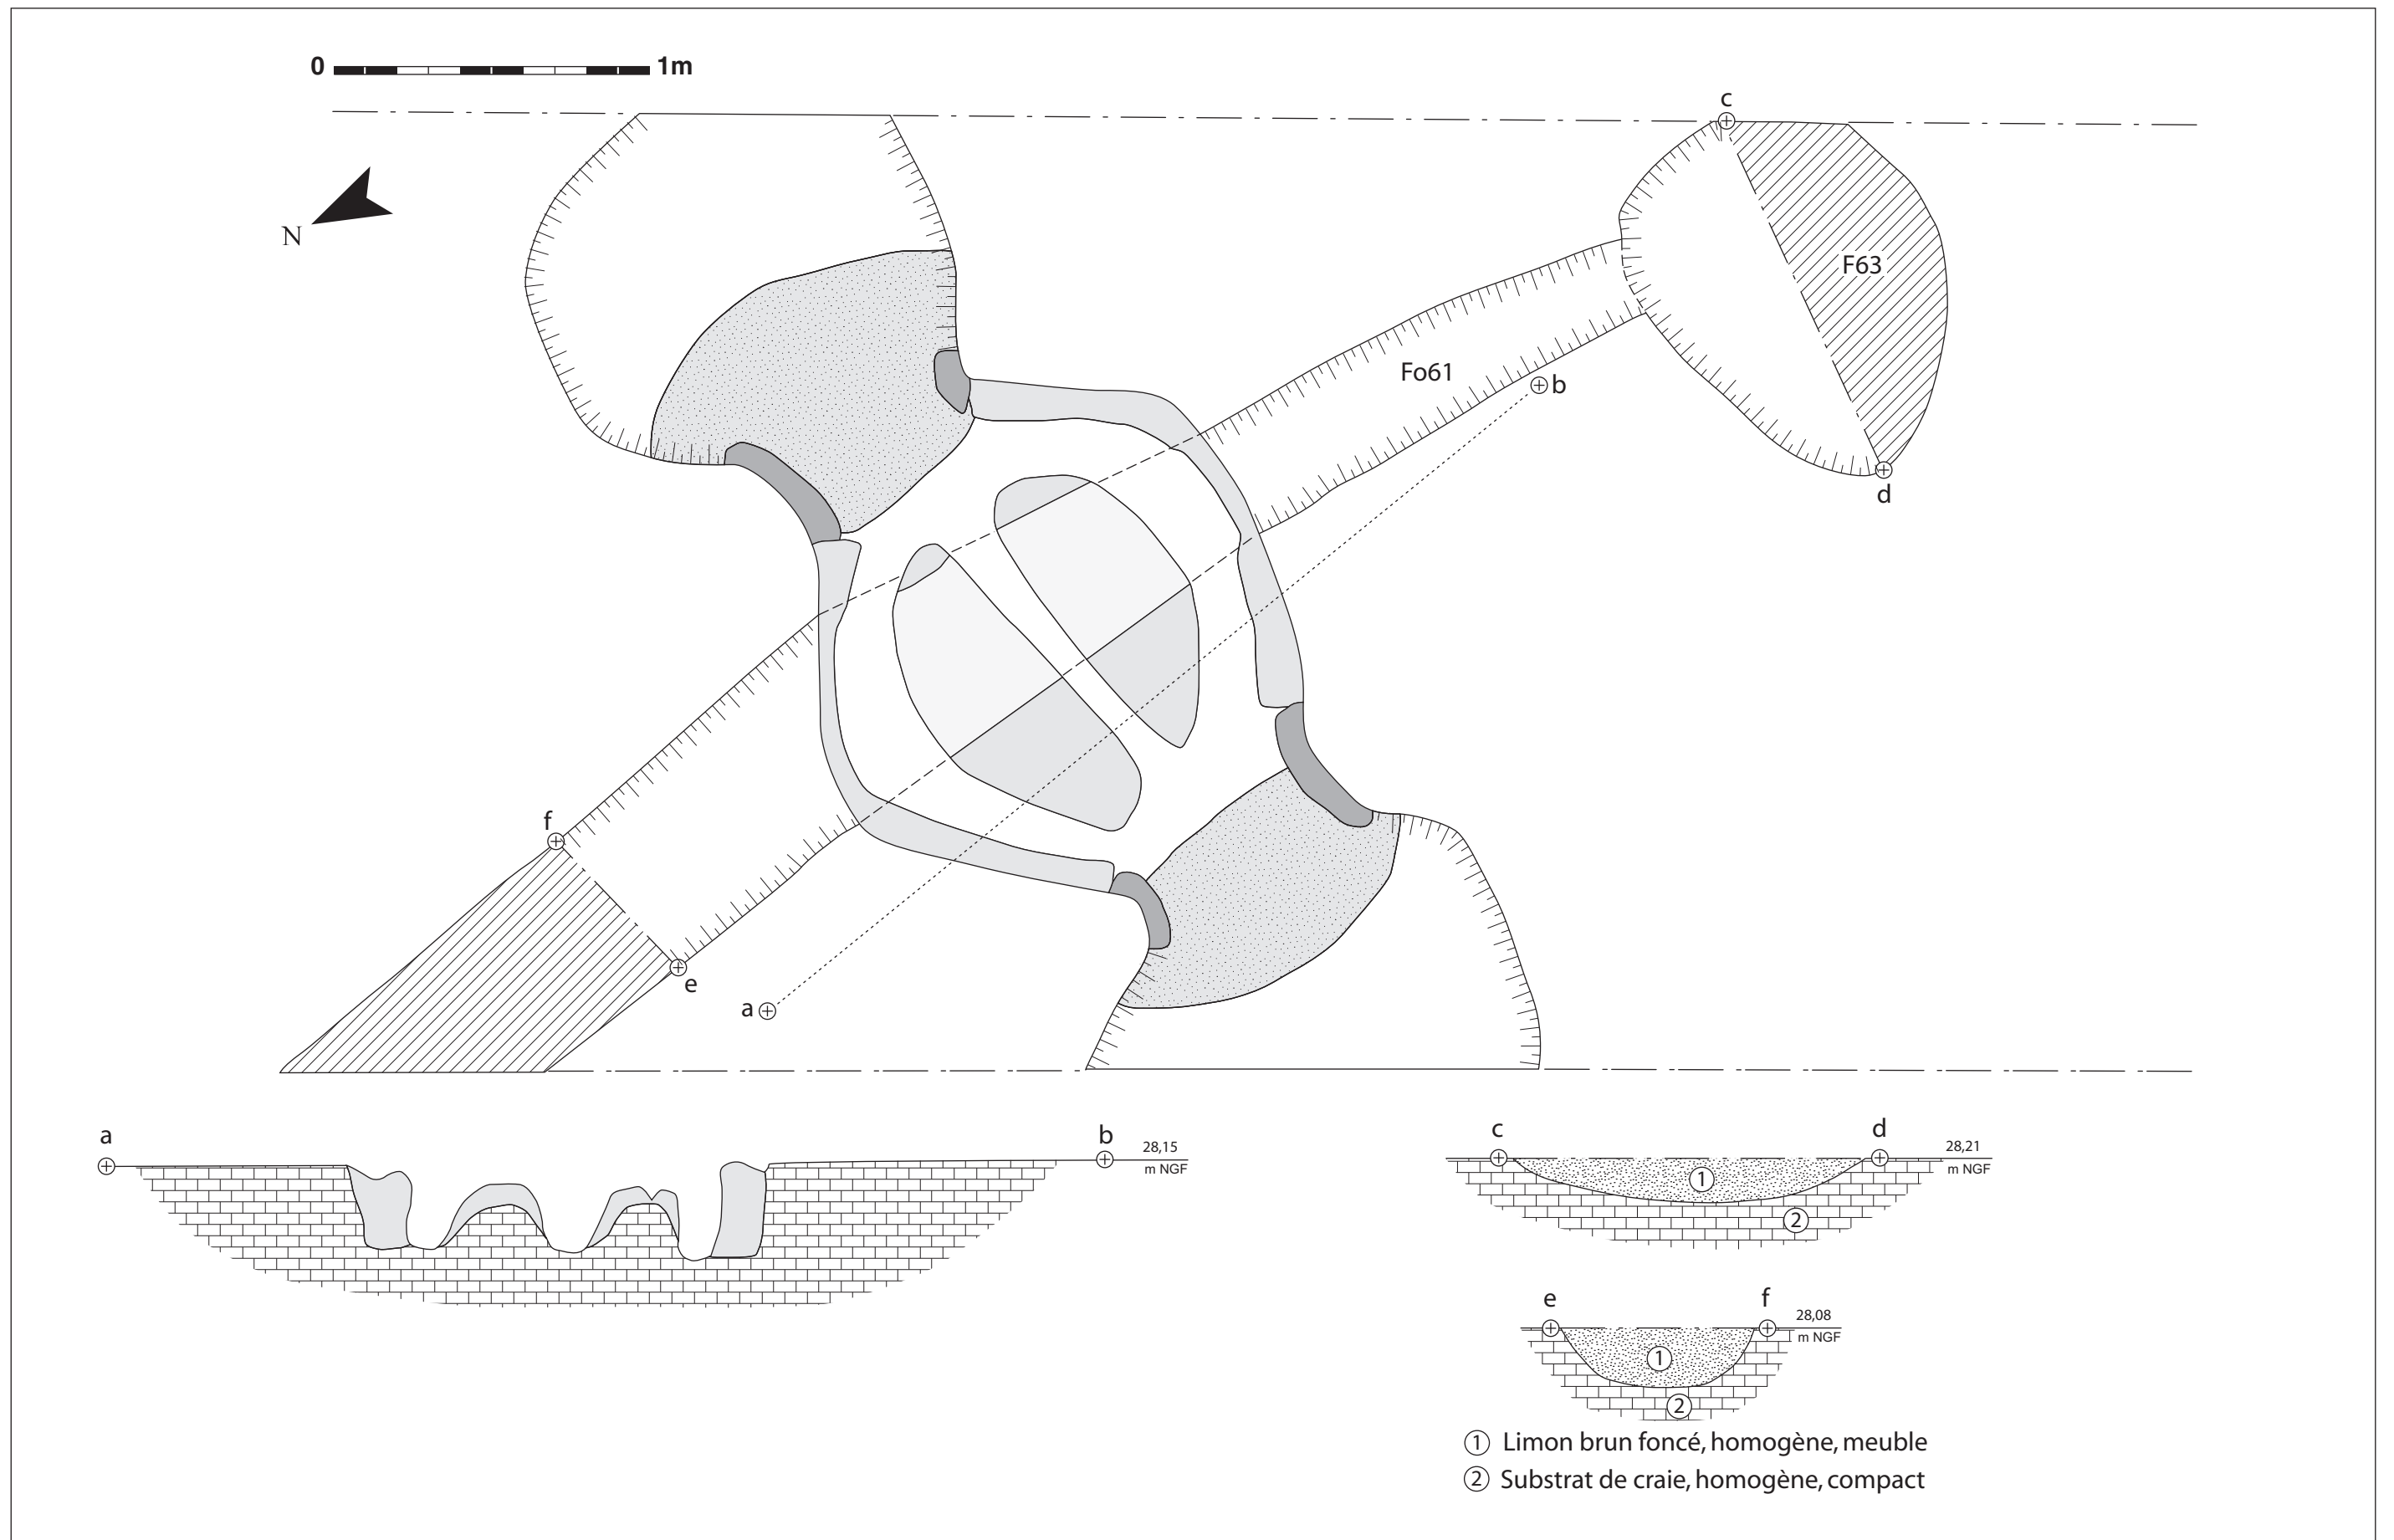 0 1m
c
N
F63
Fo61
b
d
f
e
a
a b 28,15
m NGF
c d 28,21
m NGF
1
2
e f 28,08
m NGF
1
2
1 Limon brun foncé, homogène, meuble
2 Substrat de craie, homogène, compact